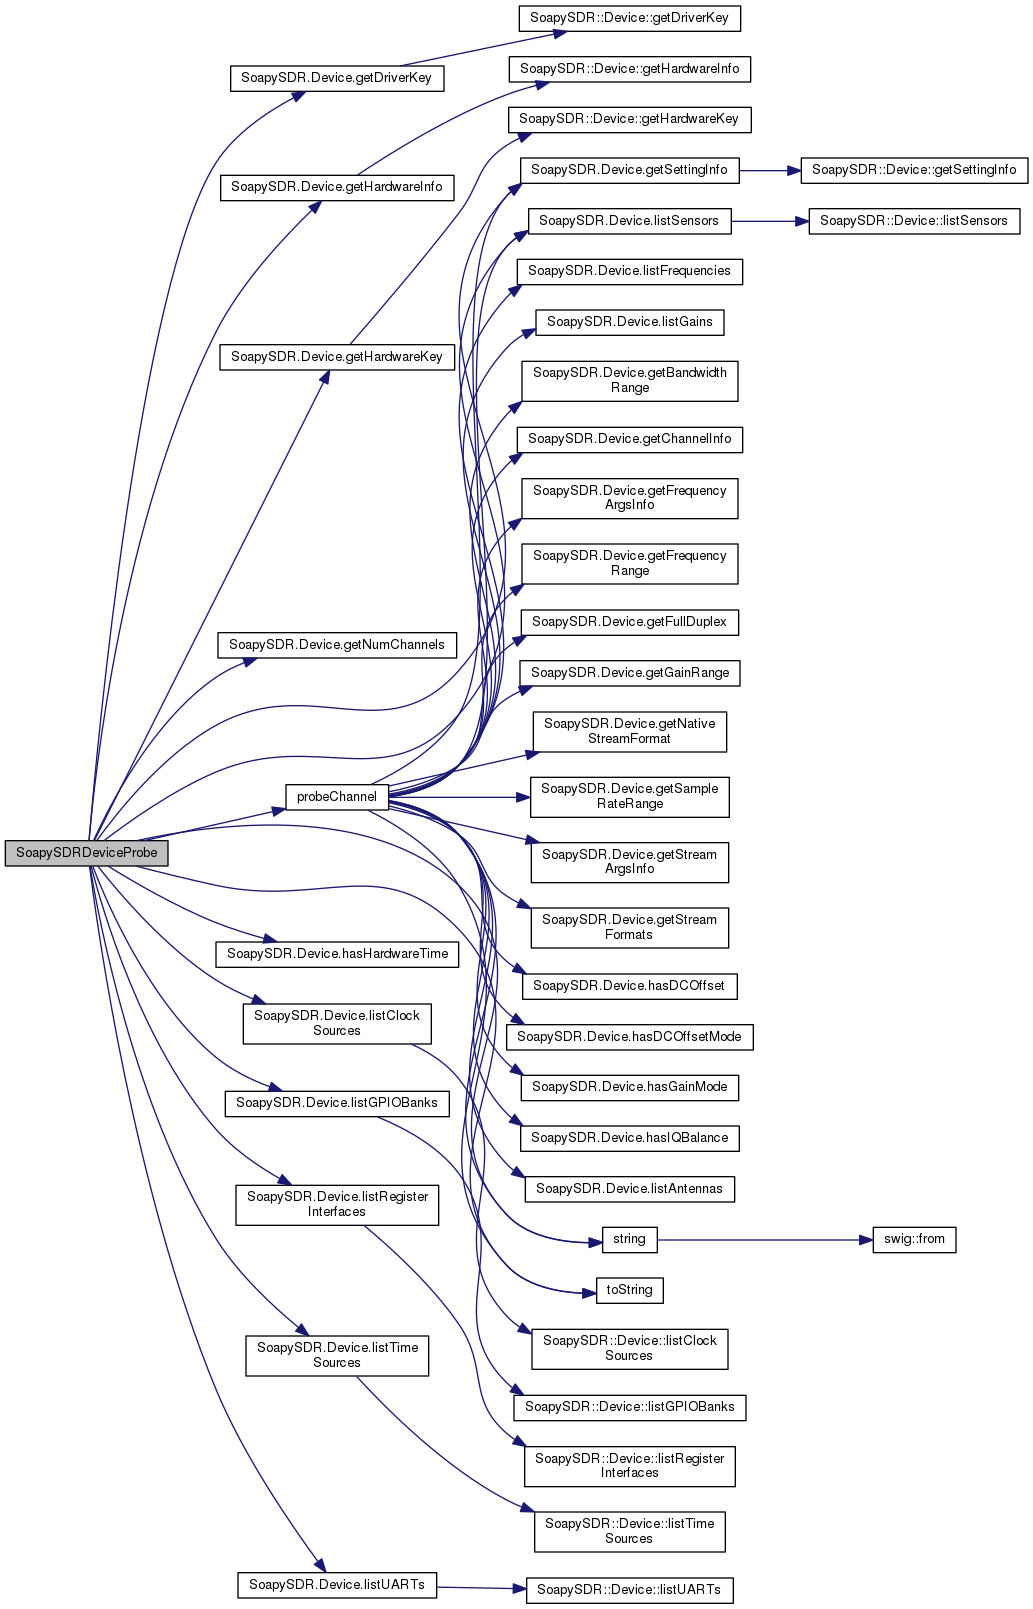 SoapySDR::Device::getDriverKey
SoapySDR.Device.getDriverKey
SoapySDR::Device::getHardwareInfo
SoapySDR::Device::getHardwareKey
SoapySDR.Device.getSettingInfo
SoapySDR::Device::getSettingInfo
SoapySDR.Device.getHardwareInfo
SoapySDR.Device.listSensors
SoapySDR::Device::listSensors
SoapySDR.Device.listFrequencies
SoapySDR.Device.listGains
SoapySDR.Device.getHardwareKey
SoapySDR.Device.getBandwidth
Range
SoapySDR.Device.getChannelInfo
SoapySDR.Device.getFrequency
ArgsInfo
SoapySDR.Device.getFrequency
Range
SoapySDR.Device.getFullDuplex
SoapySDR.Device.getNumChannels
SoapySDR.Device.getGainRange
SoapySDR.Device.getNative
StreamFormat
probeChannel
SoapySDR.Device.getSample
RateRange
SoapySDRDeviceProbe
SoapySDR.Device.getStream
ArgsInfo
SoapySDR.Device.getStream
Formats
SoapySDR.Device.hasHardwareTime
SoapySDR.Device.hasDCOffset
SoapySDR.Device.listClock
Sources
SoapySDR.Device.hasDCOffsetMode
SoapySDR.Device.hasGainMode
SoapySDR.Device.listGPIOBanks
SoapySDR.Device.hasIQBalance
SoapySDR.Device.listAntennas
SoapySDR.Device.listRegister
Interfaces
string
swig::from
toString
SoapySDR.Device.listTime
Sources
SoapySDR::Device::listClock
Sources
SoapySDR::Device::listGPIOBanks
SoapySDR::Device::listRegister
Interfaces
SoapySDR::Device::listTime
Sources
SoapySDR.Device.listUARTs
SoapySDR::Device::listUARTs